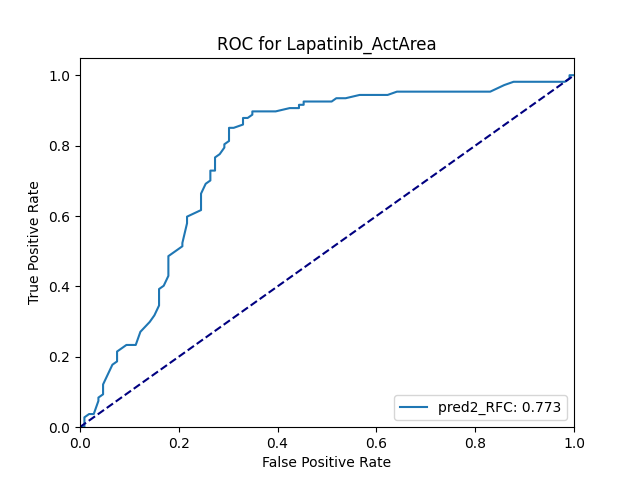 ROC for Lapatinib_ActArea
True Positive Rate
1.0
0.8
0.6
0.4
0.2
0.0
pred2_RFC: 0.773
0.0 0.2 0.4 0.6 0.8 1.0
False Positive Rate